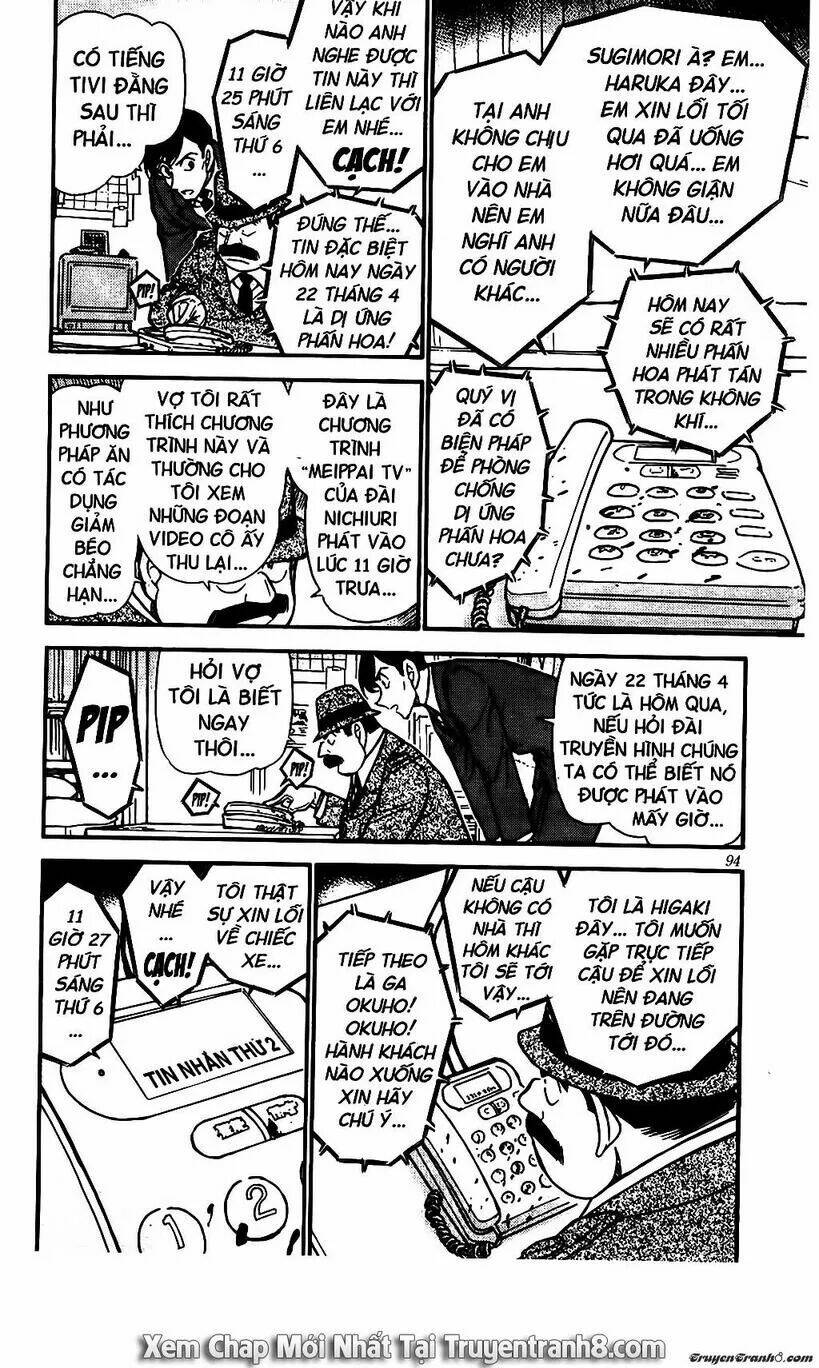 SUGIMORI À? EM...
HARUKA ĐÂY...
EM XIN LỖI TỐI
QUA ĐÃ UỐNG
HƠI QUÁ... EM
KHÔNG GIẬN
NỮA ĐÂU...
TẠI ANH
KHÔNG CHỊU
CHO EM
VÀO NHÀ
NÊN EM
NGHĨ ANH
CÓ NGƯỜI
KHÁC...
HÔM NAY
SẼ CÓ RẤT
NHIỀU PHẤN
HOA PHÁT TÁN
TRONG KHÔNG
KHÍ...
QUÝ VỊ
ĐÃ CÓ
BIỆN PHÁP
ĐỂ PHÒNG
CHỐNG
DỊ ỨNG
PHẤN HOA
CHƯA?
VẬY KHI
NÀO ANH
NGHE ĐƯỢC
TIN NÀY THÌ
LIÊN LẠC VỚI
EM NHÉ...
CẠCH!
11 GIỜ
25 PHÚT
SÁNG
THỨ 6
...
CÓ TIẾNG
TIVI ĐẰNG
SAU THÌ
PHẢI...
PIP!
ĐỨNG THẾ...
TIN ĐẶC BIỆT
HÔM NAY NGÀY
22 THÁNG 4
LÀ DỊ ỨNG
PHẤN HOA!
ĐÂY LÀ
CHƯƠNG
TRÌNH
"MEIPPAI TV"
CỦA ĐÀI
NICHIURI
PHÁT VÀO
LÚC 11 GIỜ
TRƯA...
VỢ TÔI RẤT
THÍCH CHƯƠNG
TRÌNH NÀY VÀ
THƯỜNG CHO
TÔI XEM
NHỮNG ĐOẠN
VIDEO CÔ ẤY
THU LẠI...
NHƯ
PHƯƠNG
PHÁP ĂN
CÓ TÁC
DỤNG
GIẢM
BÉO
CHẲNG
HẠN...
NGÀY 22 THÁNG 4
TỨC LÀ HÔM QUA,
NẾU HỎI ĐÀI
TRUYỀN HÌNH CHÚNG
TA CÓ THỂ BIẾT NÓ
ĐƯỢC PHÁT VÀO
MẤY GIỜ...
HỎI VỢ
TÔI LÀ BIẾT
NGAY
THÔI...
PIP!
PIP!
PIP
...
94
TÔI LÀ HIGAKI
ĐÂY... TÔI MUỐN
GẶP TRỰC TIẾP
CẬU ĐỂ XIN LỖI
NÊN ĐANG
TRÊN ĐƯỜNG
TỚI ĐÓ...
NẾU CẬU
KHÔNG CÓ
NHÀ THÌ
HÔM KHÁC
TÔI SẼ TỚI
VẬY...
TIẾP THEO
LÀ GA
OKUHO!
OKUHO!
HÀNH KHÁCH
NÀO XUỐNG
XIN HÃY
CHÚ Ý...
TÔI THẬT
SỰ XIN LỖI
VỀ CHIẾC
XE...
VẬY
NHÉ
...
CẠCH!
11
GIỜ 27
PHÚT
SÁNG
THỨ 6
...
TIN NHẮN THỨ 2
1 2
Xem Chap Mới Nhất Tại Truyentranh8.com
TruyenTranh8.com